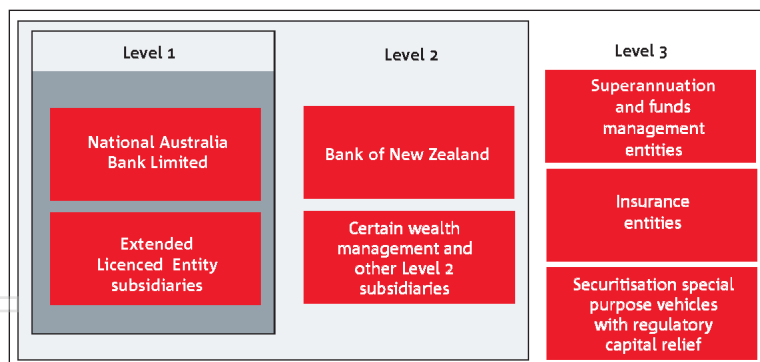 Level 1
National Australia
Bank Limited
Extended
Licenced Entity
subsidiaries
Level 2
Bank of New Zealand
Certain wealth
management and
other Level 2
subsidiaries
Level 3
Superannuation
and funds
management
entities
Insurance
entities
Securitisation special
purpose vehicles
with regulatory
capital relief